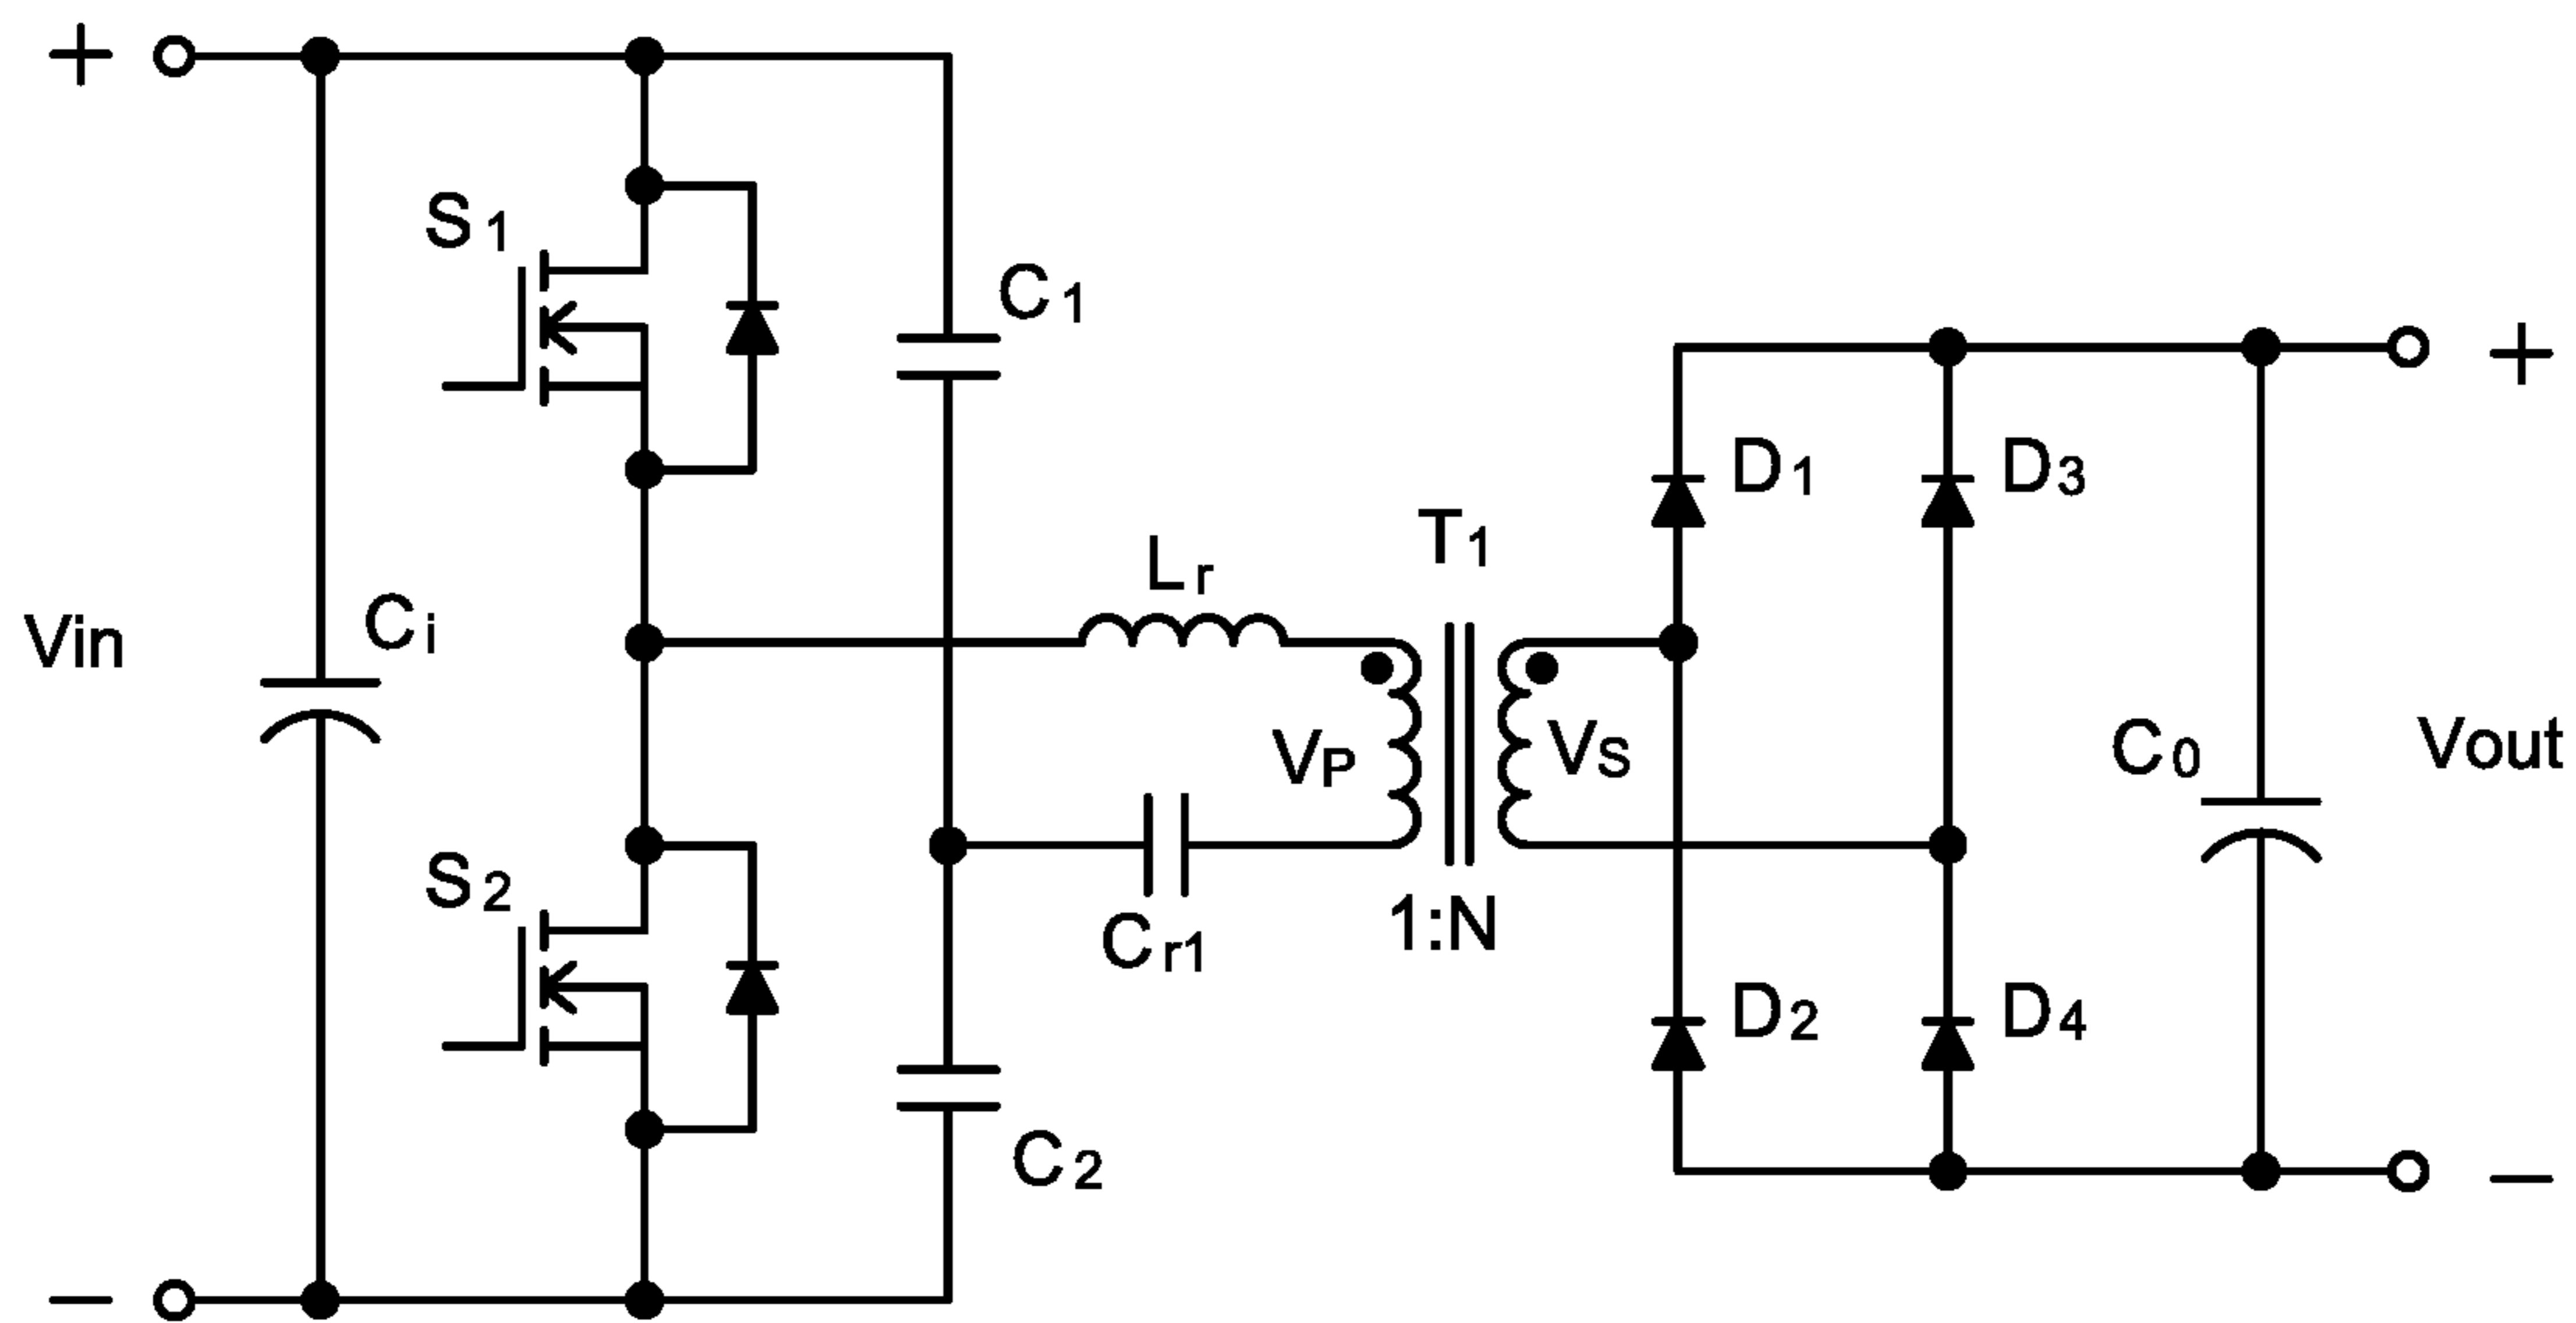 +
S1
C1
Vin
Ci
Lr
T1
VP
VS
1:N
Cr1
S2
C2
−
D1
D3
D2
D4
C0
+
Vout
−